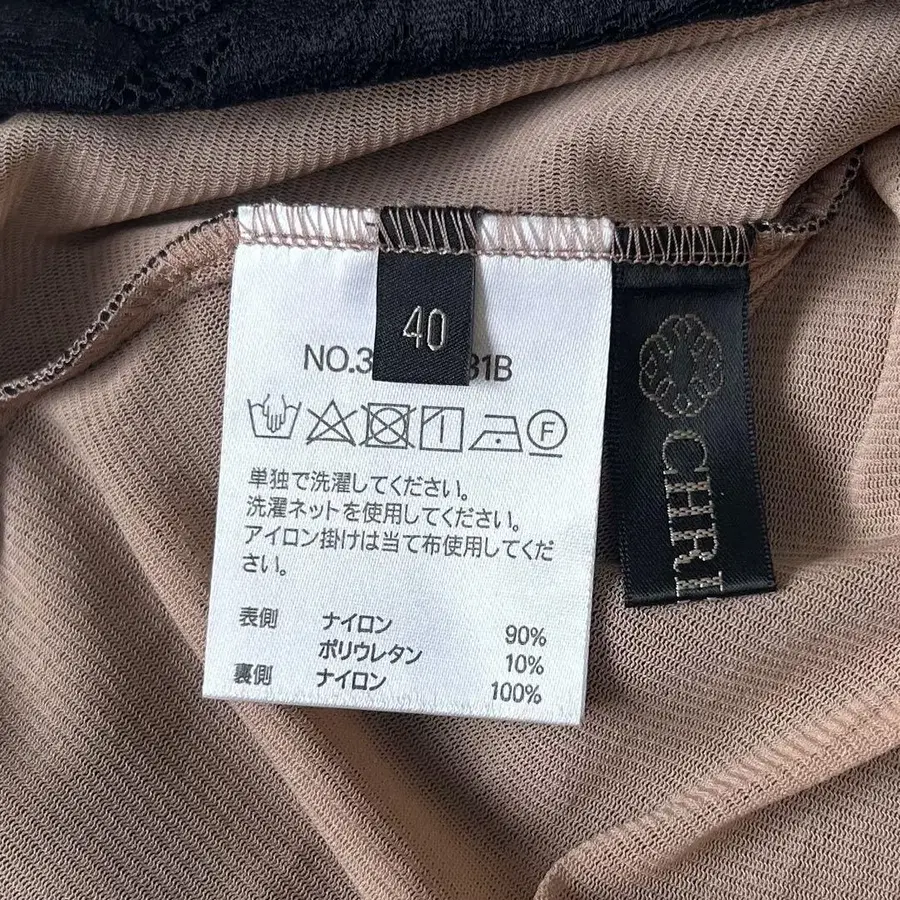 40
NO.3 31B
F
単独で洗濯してください。
洗濯ネットを使用してください。
アイロン掛けは当て布使用してくだ
さい。
表側 ナイロン 90%
ポリウレタン 10%
裏側 ナイロン 100%
CHRI